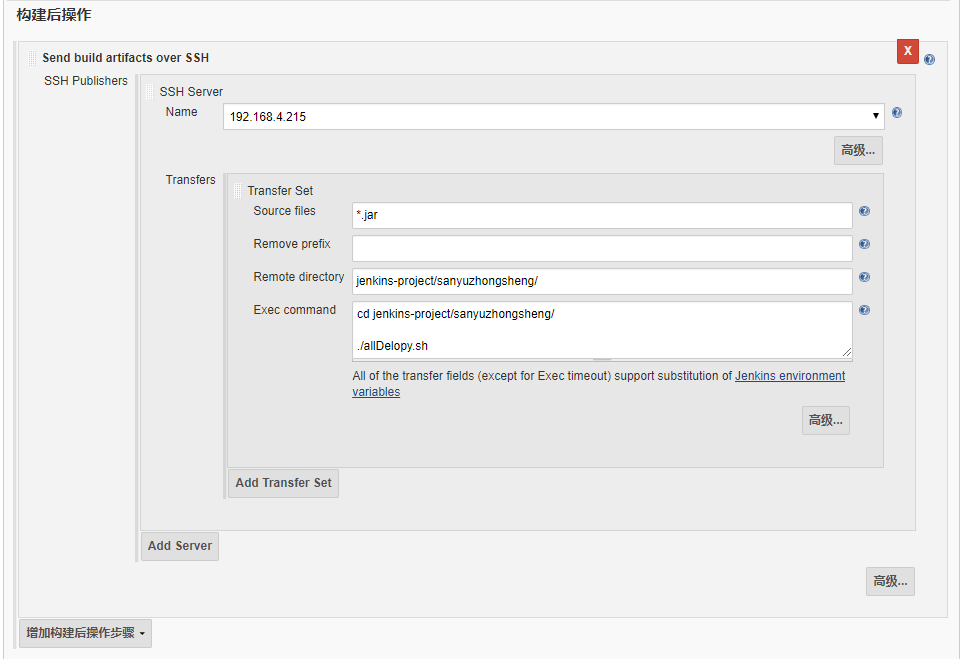 构建后操作
Send build artifacts over SSH
X
SSH Publishers
SSH Server
Name
192.168.4.215
高级...
Transfers
Transfer Set
Source files
*.jar
Remove prefix
Remote directory
jenkins-project/sanyuzhongsheng/
Exec command
cd jenkins-project/sanyuzhongsheng/
./allDelopy.sh
All of the transfer fields (except for Exec timeout) support substitution of Jenkins environment
variables
高级...
Add Transfer Set
Add Server
高级...
增加构建后操作步骤